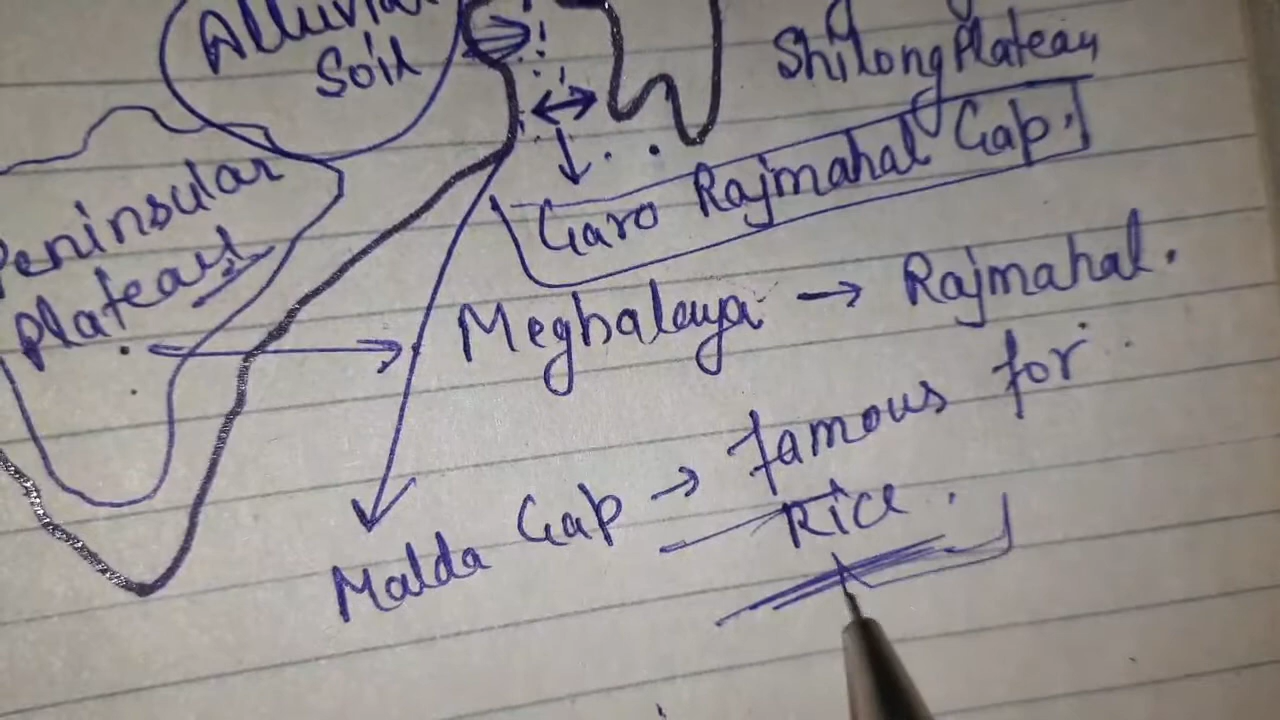 Alluvial
Soil
Shilong Plateau
Peninsular
Plateau
Garo Rajmahal Gap.
Meghalaya → Rajmahal.
Malda Gap → famous for
Rice.